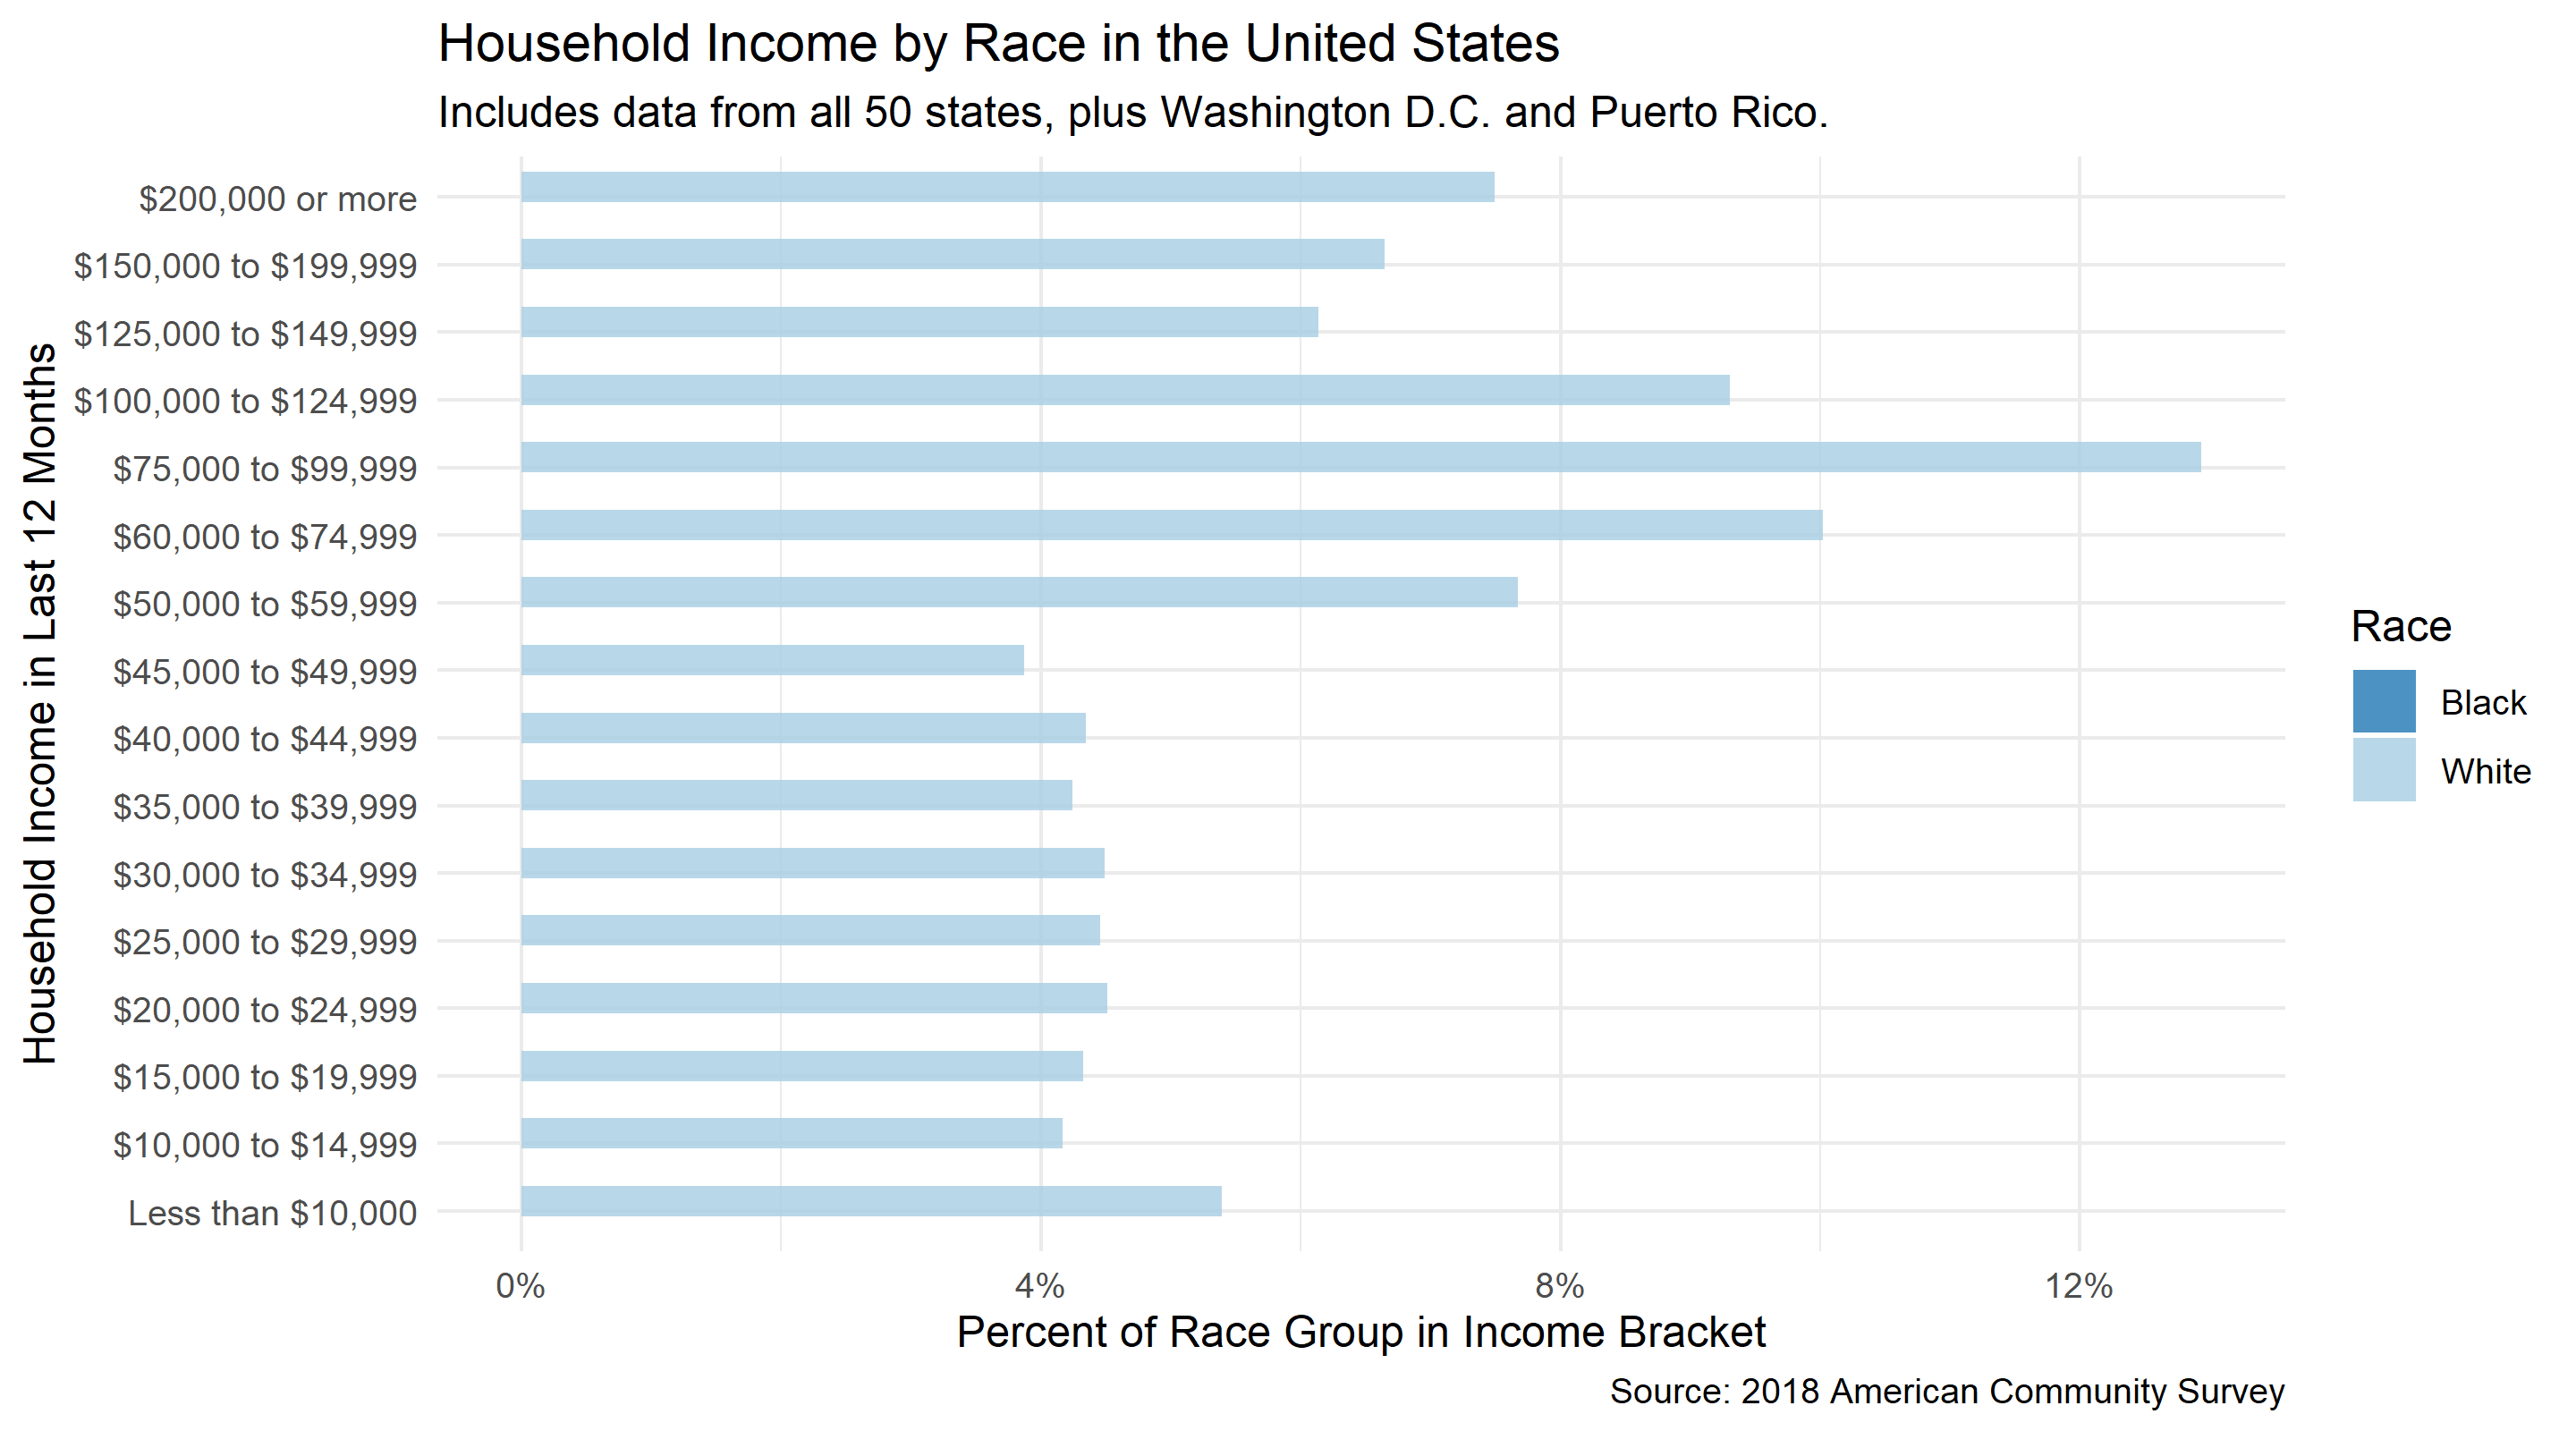 Household Income by Race in the United States
Includes data from all 50 states, plus Washington D.C. and Puerto Rico.
Household Income in Last 12 Months
$200,000 or more
$150,000 to $199,999
$125,000 to $149,999
$100,000 to $124,999
$75,000 to $99,999
$60,000 to $74,999
$50,000 to $59,999
$45,000 to $49,999
$40,000 to $44,999
$35,000 to $39,999
$30,000 to $34,999
$25,000 to $29,999
$20,000 to $24,999
$15,000 to $19,999
$10,000 to $14,999
Less than $10,000
0% 4% 8% 12%
Percent of Race Group in Income Bracket
Race
Black
White
Source: 2018 American Community Survey